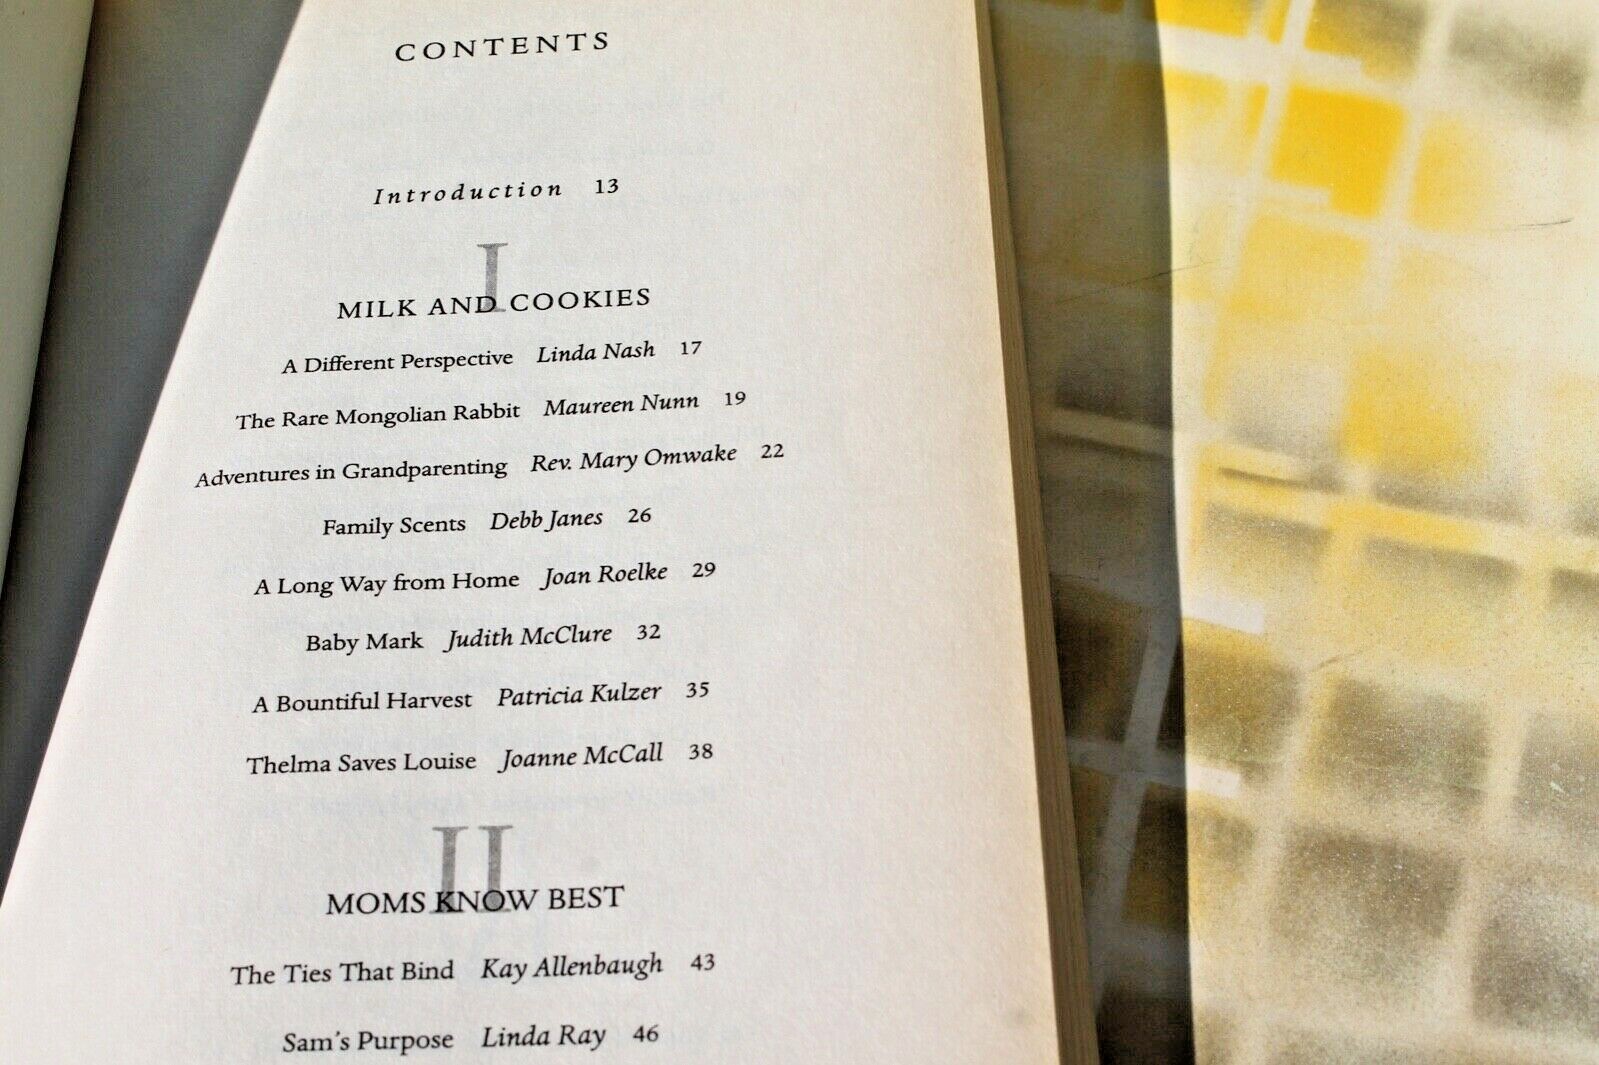 CONTENTS
Introduction 13
I
MILK AND COOKIES
A Different Perspective Linda Nash 17
The Rare Mongolian Rabbit Maureen Nunn 19
Adventures in Grandparenting Rev. Mary Omwake 22
Family Scents Debb Janes 26
A Long Way from Home Joan Roelke 29
Baby Mark Judith McClure 32
A Bountiful Harvest Patricia Kulzer 35
Thelma Saves Louise Joanne McCall 38
II
MOMS KNOW BEST
The Ties That Bind Kay Allenbaugh 43
Sam's Purpose Linda Ray 46